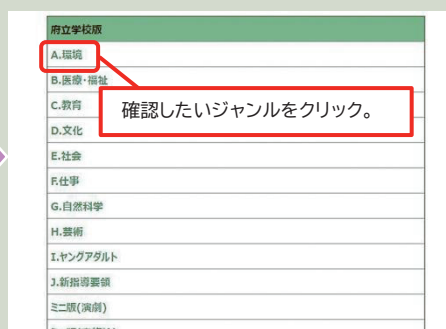 府立学校版
A.環境
B.医療・福祉
確認したいジャンルをクリック。
C.教育
D.文化
E.社会
F.仕事
G.自然科学
H.芸術
I.ヤングアダルト
J.新指導要領
ミニ版(演劇)